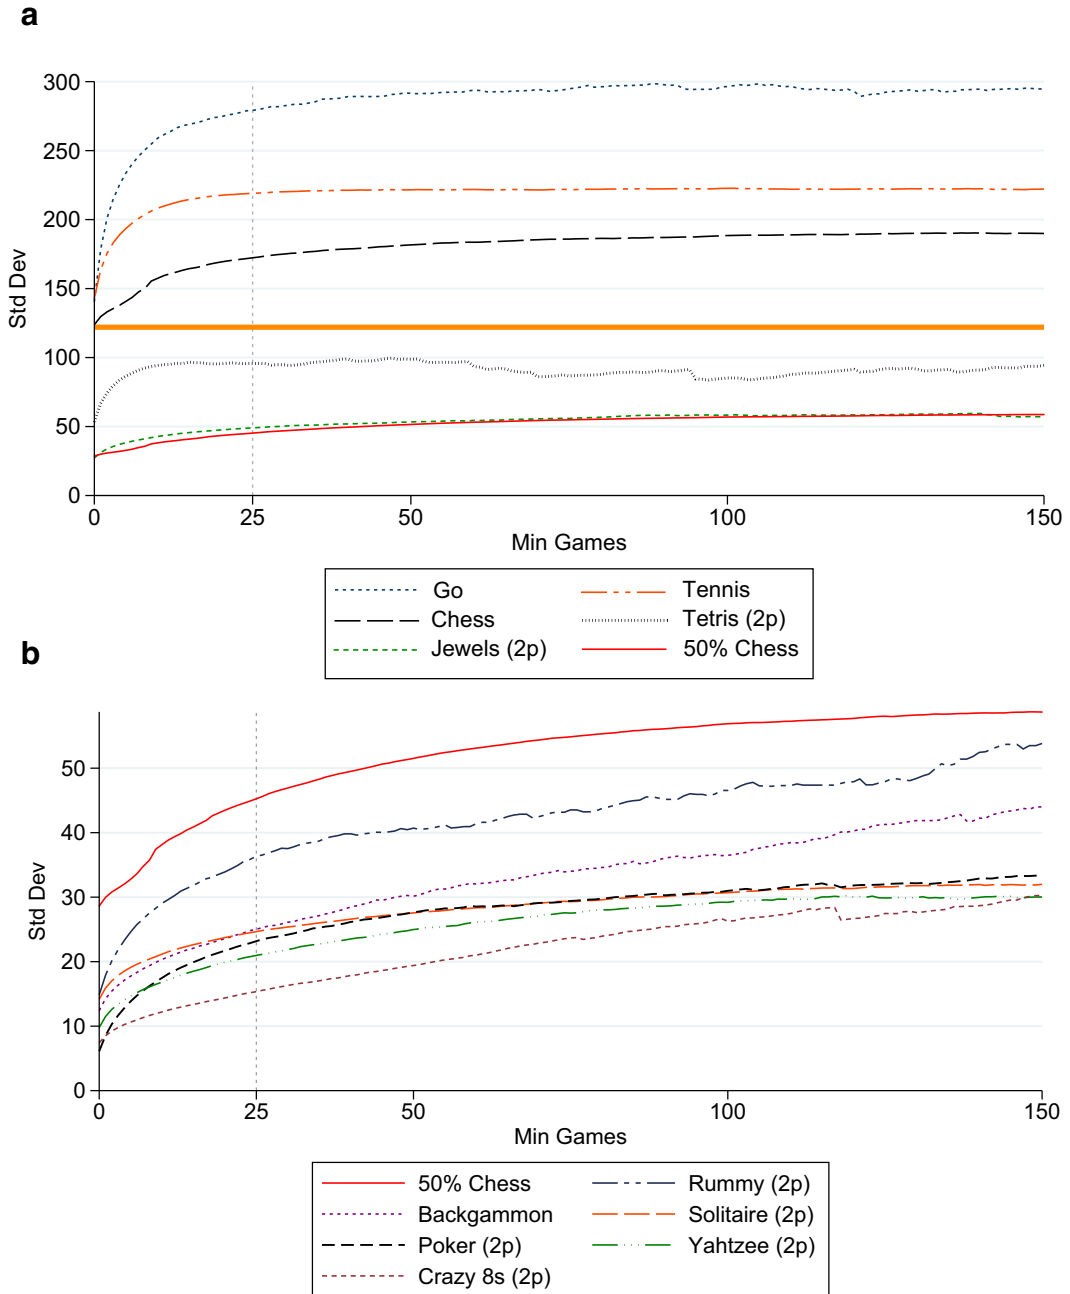 a
300
250
200
150
100
50
0
Std Dev
0 25 50 100 150
Min Games
Go Tennis
Chess Tetris (2p)
Jewels (2p) 50% Chess
b
50
40
30
20
10
0
Std Dev
0 25 50 100 150
Min Games
50% Chess Rummy (2p)
Backgammon Solitaire (2p)
Poker (2p) Yahtzee (2p)
Crazy 8s (2p)